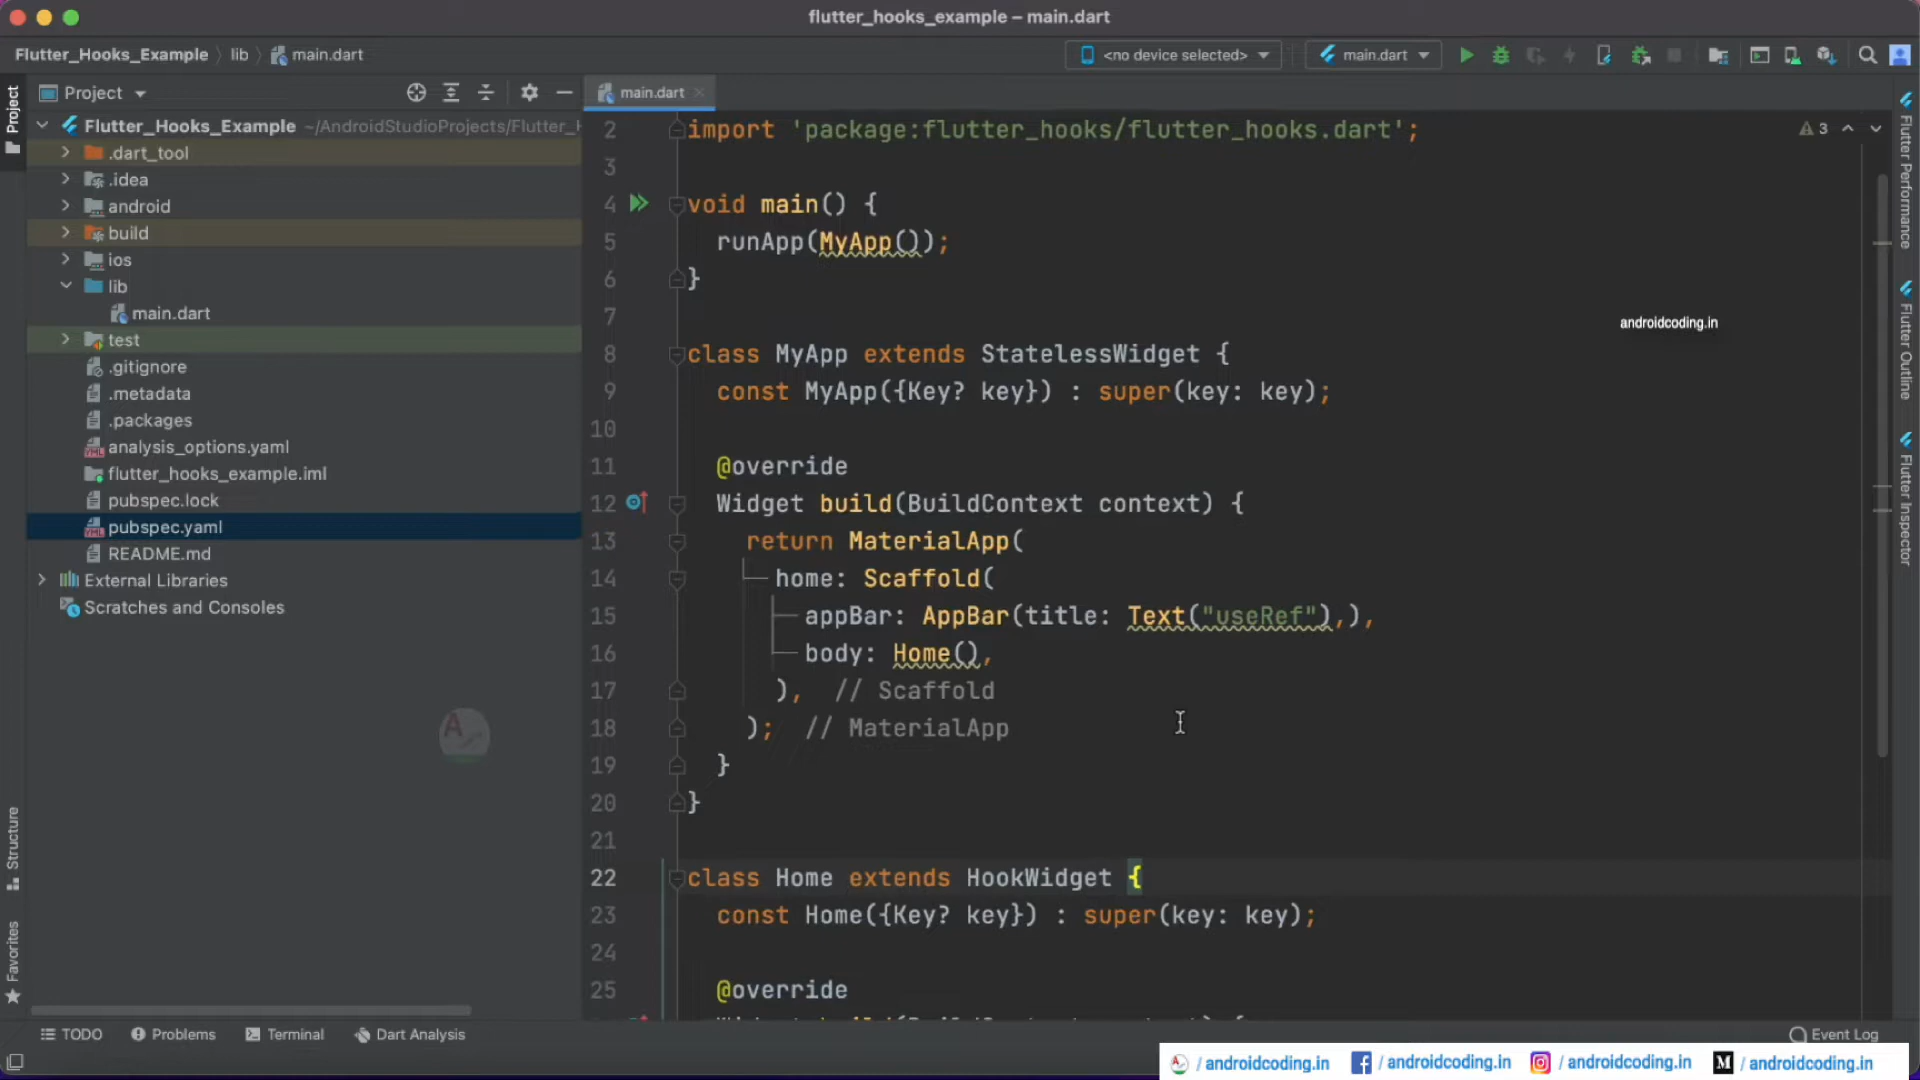 flutter_hooks_example – main.dart
Flutter_Hooks_Example lib main.dart
<no device selected> main.dart
Project
main.dart
Project
Flutter_Hooks_Example ~/AndroidStudioProjects/Flutter_H
.dart_tool
.idea
android
build
ios
lib
main.dart
test
.gitignore
.metadata
.packages
analysis_options.yaml
flutter_hooks_example.iml
pubspec.lock
pubspec.yaml
README.md
External Libraries
Scratches and Consoles
Structure
Favorites
2 import 'package:flutter_hooks/flutter_hooks.dart';
3
4 void main() {
5 runApp(MyApp());
6 }
7
8 class MyApp extends StatelessWidget {
9 const MyApp({Key? key}) : super(key: key);
10
11 @override
12 Widget build(BuildContext context) {
13 return MaterialApp(
14 home: Scaffold(
15 appBar: AppBar(title: Text("useRef"),),
16 body: Home(),
17 ), // Scaffold
18 ); // MaterialApp
19 }
20 }
21
22 class Home extends HookWidget {
23 const Home({Key? key}) : super(key: key);
24
25 @override
3
androidcoding.in
Flutter Performance
Flutter Outline
Flutter Inspector
TODO Problems Terminal Dart Analysis Event Log
/ androidcoding.in / androidcoding.in / androidcoding.in / androidcoding.in